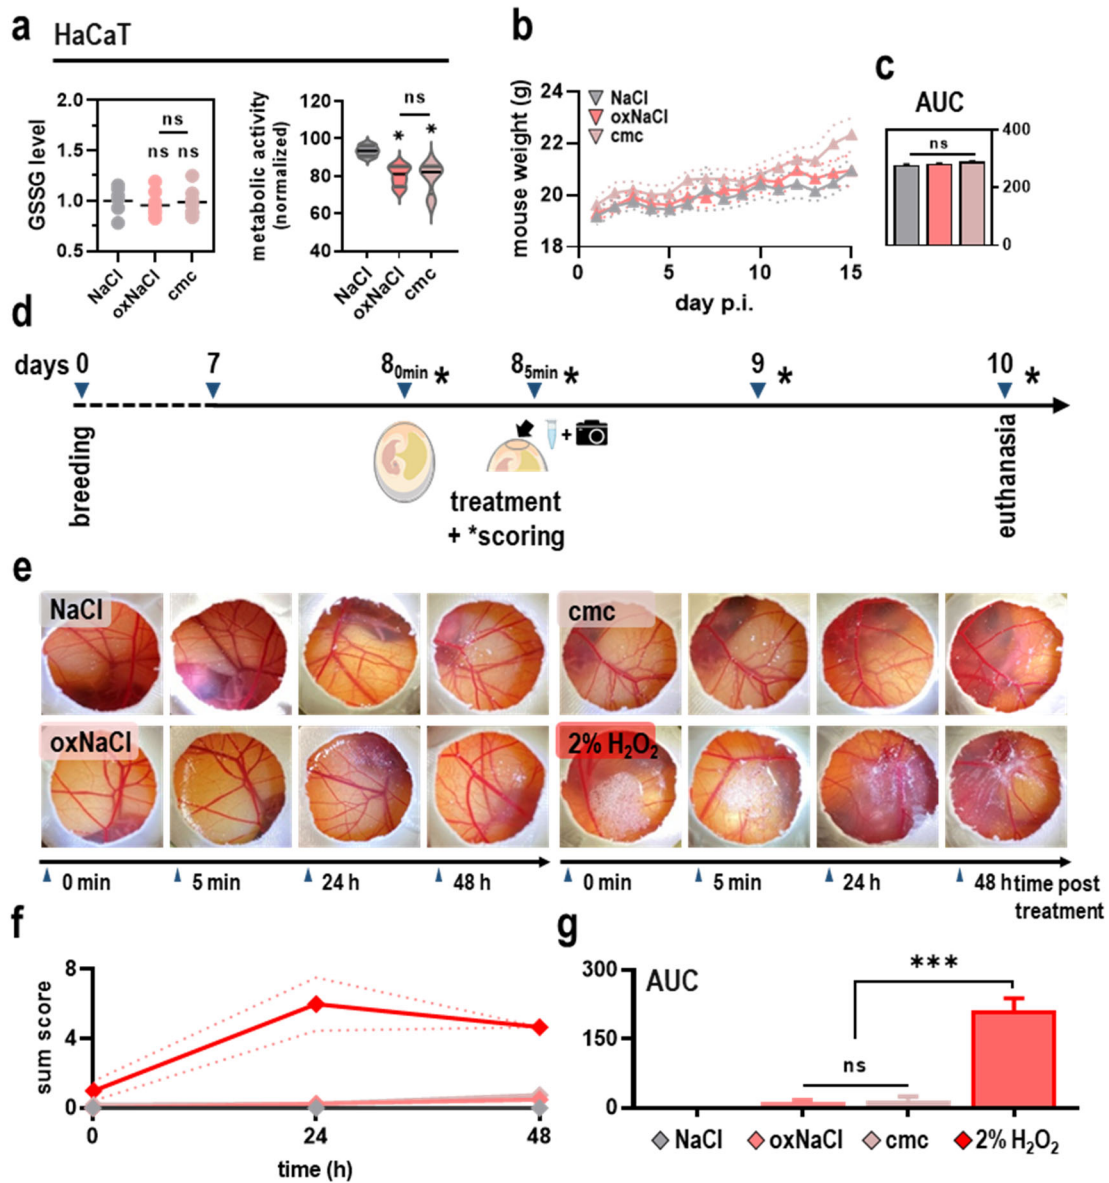 a
HaCaT
GSSG level
2.0
1.5
1.0
0.5
ns
ns ns
NaCl
oxNaCl
cmc
metabolic activity
(normalized)
120
100
80
60
40
ns
* *
NaCl
oxNaCl
cmc
b
mouse weight (g)
24
22
20
18
NaCl
oxNaCl
cmc
0 5 10 15
day p.i.
c
AUC
ns
400
200
0
d
days 0 7 8 0min * 8 5min * 9 * 10 *
breeding
+
treatment
+ *scoring
euthanasia
e
NaCl
cmc
oxNaCl
2% H₂O₂
0 min 5 min 24 h 48 h 0 min 5 min 24 h 48 h time post
treatment
f
sum score
8
4
0
0 24 48
time (h)
g
AUC
300
150
0
ns
***
NaCl oxNaCl cmc 2% H₂O₂